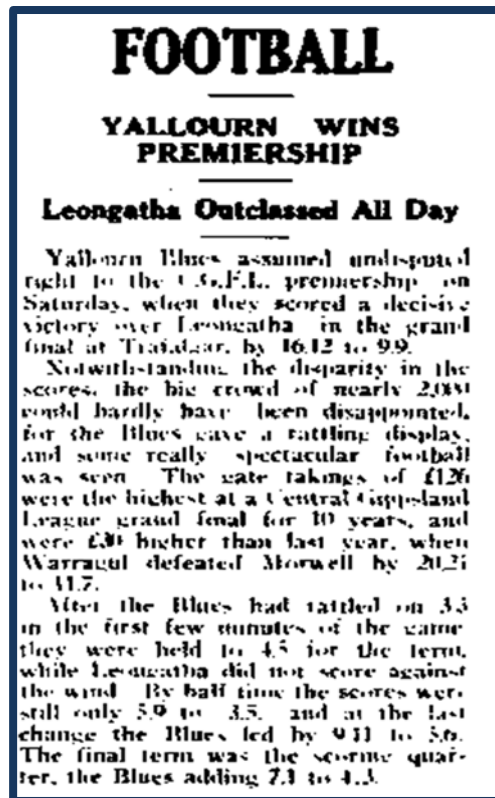 FOOTBALL
YALLOURN WINS
PREMIERSHIP
Leongatha Outclassed All Day
Yallourn Blues assumed undisputed
right to the C.G.F.L. premiership on
Saturday, when they scored a decisive
victory over Leongatha in the grand
final at Trafalgar, by 16.12 to 9.9.
Notwithstanding the disparity in the
scores, the big crowd of nearly 2,000
could hardly have been disappointed,
for the Blues gave a rattling display,
and some really spectacular football
was seen. The gate takings of £126
were the highest at a Central Gippsland
League grand final for 10 years, and
were £30 higher than last year, when
Warragul defeated Morwell by
to 11.7.
After the Blues had rattled on
in the first few minutes of the game
they were held to 4.5 for the term,
while Leongatha did not score against
the wind. By half time the scores were
still only 5.9 to 3.5, and at the last
change the Blues led by 9.11 to 5.6.
The final term was the scoring quar-
ter, the Blues adding 7.1 to 4.3.